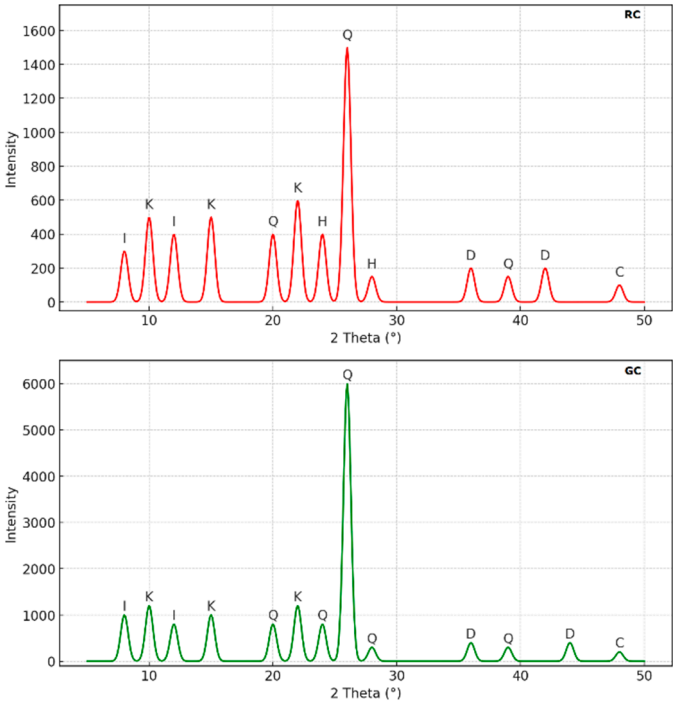 RC
Intensity
1600
1400
1200
1000
800
600
400
200
0
I K I K Q K H Q H D Q D C
10 20 30 40 50
2 Theta (°)
GC
Intensity
6000
5000
4000
3000
2000
1000
0
I K I K Q K Q Q Q D Q D C
10 20 30 40 50
2 Theta (°)